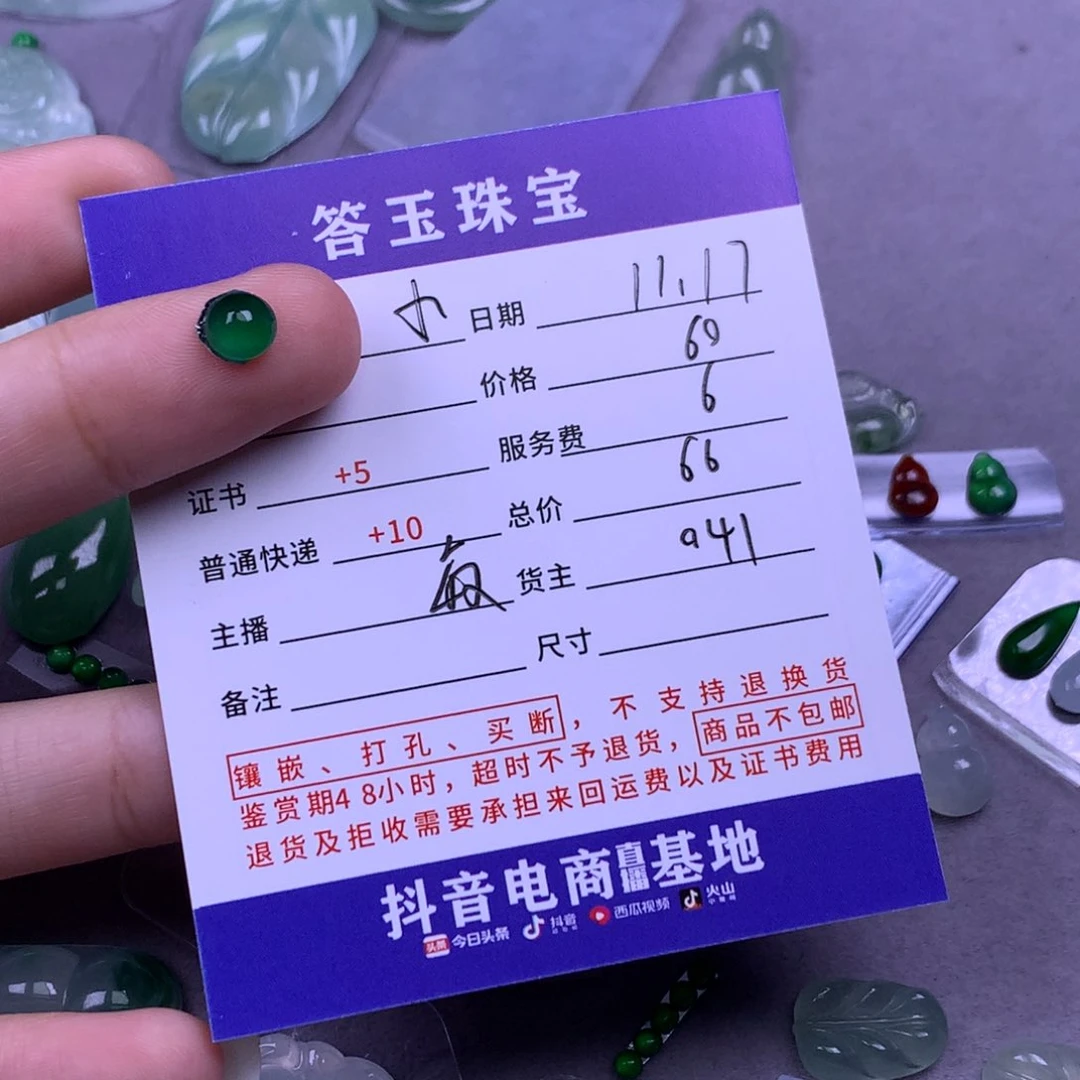 答玉珠宝
日期 11.17
价格 60
服务费 6
证书 +5 总价 66
普通快递 +10 货主 941
主播
备注 尺寸
镶嵌、打孔、买断,不支持退换货
鉴赏期48小时,超时不予退货,商品不包邮
退货及拒收需要承担来回运费以及证书费用
抖音电商直播基地
头条 今日头条 抖音 西瓜视频 火山